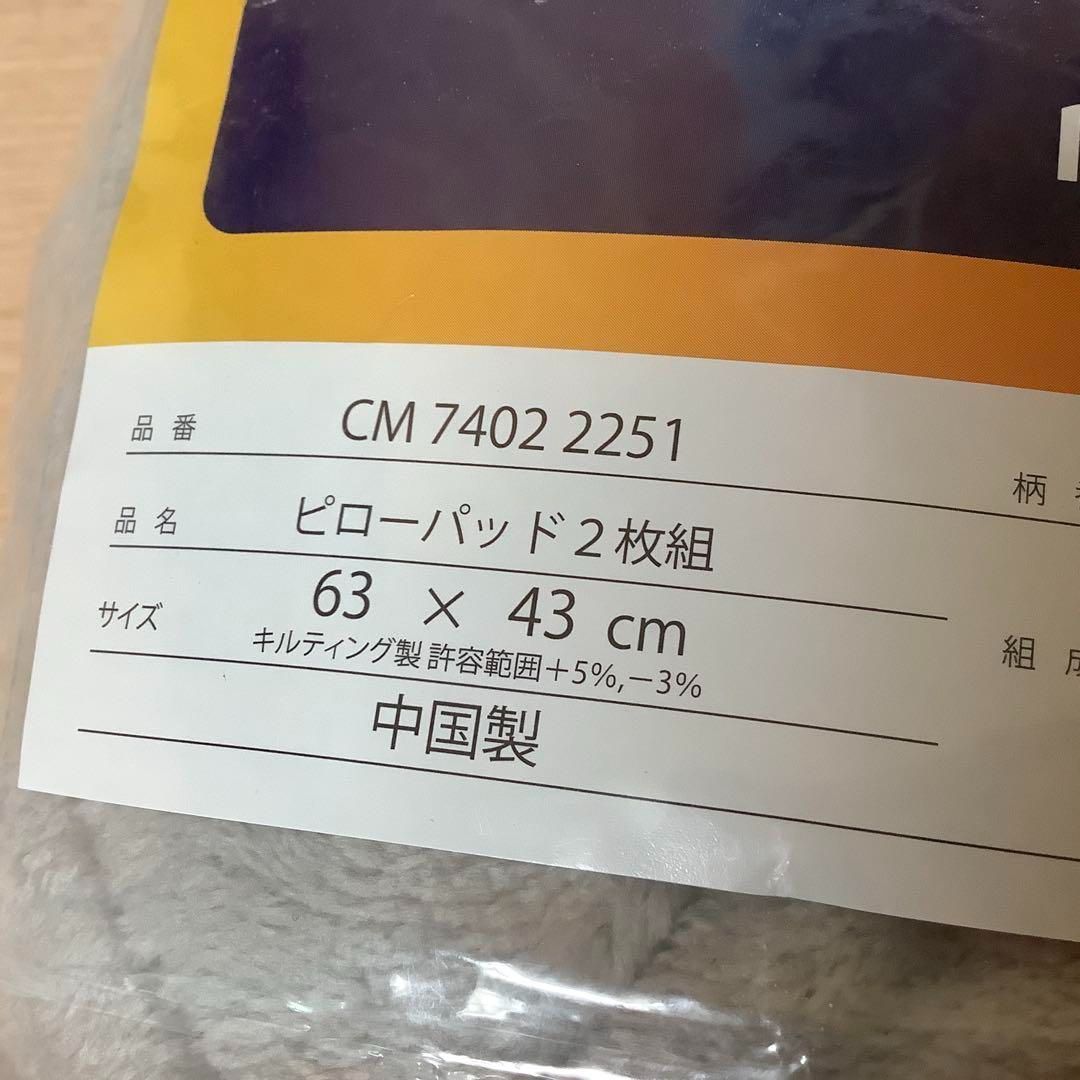 品番 CM 7402 2251
柄
品名 ピローパッド2枚組
サイズ 63 × 43 cm
キルティング製 許容範囲+5%,-3%
組成
中国製